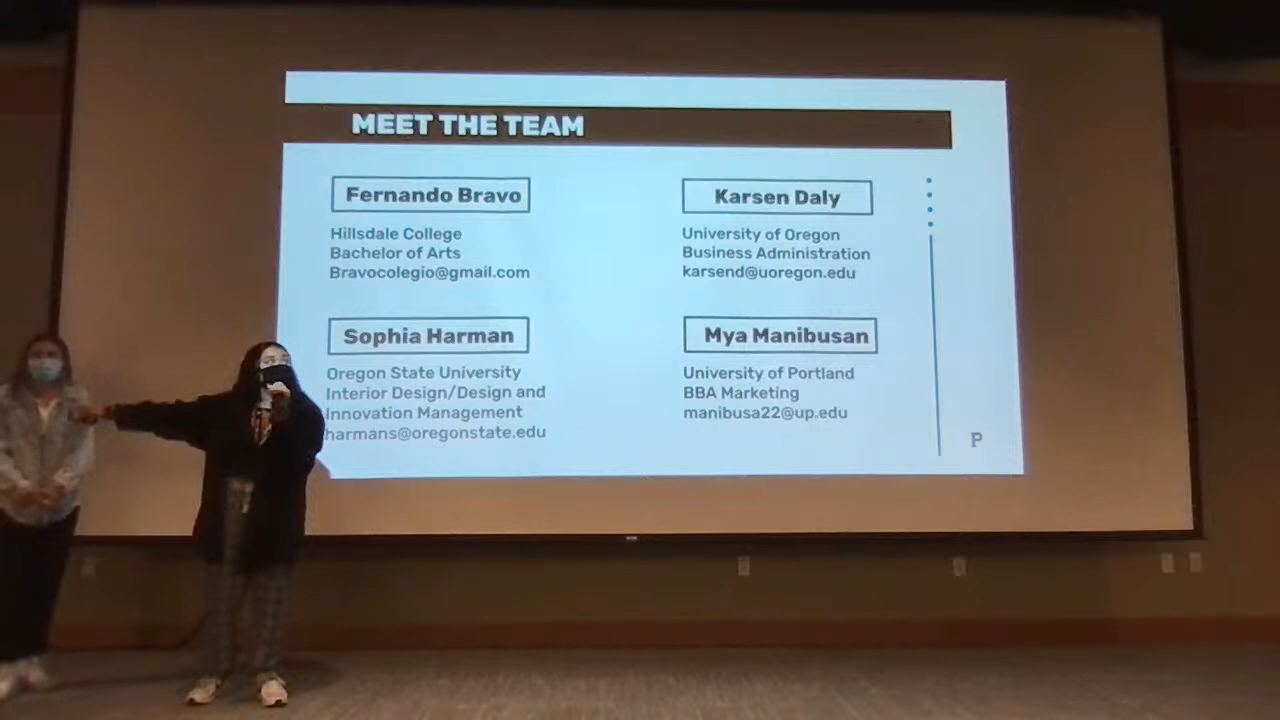 MEET THE TEAM
Fernando Bravo
Hillsdale College
Bachelor of Arts
Bravocolegio@gmail.com
Karsen Daly
University of Oregon
Business Administration
karsend@uoregon.edu
Sophia Harman
Oregon State University
Interior Design/Design and
Innovation Management
harmans@oregonstate.edu
Mya Manibusan
University of Portland
BBA Marketing
manibusa22@up.edu
P